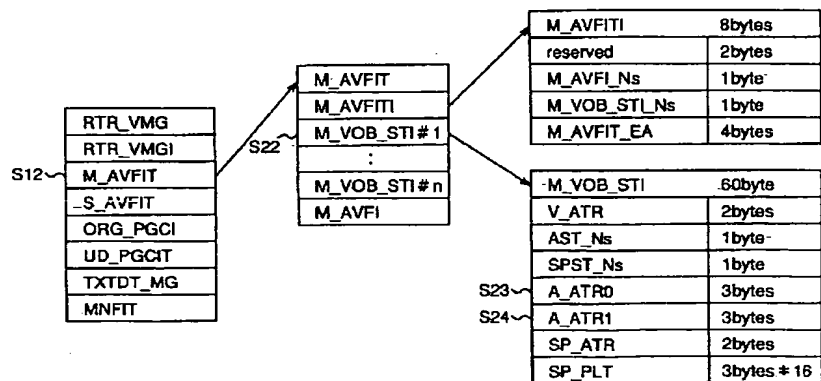 RTR_VMG
RTR_VMGI
S12 M_AVFIT
S_AVFIT
ORG_PGCI
UD_PGCIT
TXTDT_MG
MNFIT
M_AVFIT
M_AVFITI
S22 M_VOB_STI#1
:
M_VOB_STI#n
M_AVFI
M_AVFITI 8bytes
reserved 2bytes
M_AVFI_Ns 1byte
M_VOB_STI_Ns 1byte
M_AVFIT_EA 4bytes
M_VOB_STI 60byte
V_ATR 2bytes
AST_Ns 1byte
SPST_Ns 1byte
S23 A_ATR0 3bytes
S24 A_ATR1 3bytes
SP_ATR 2bytes
SP_PLT 3bytes * 16